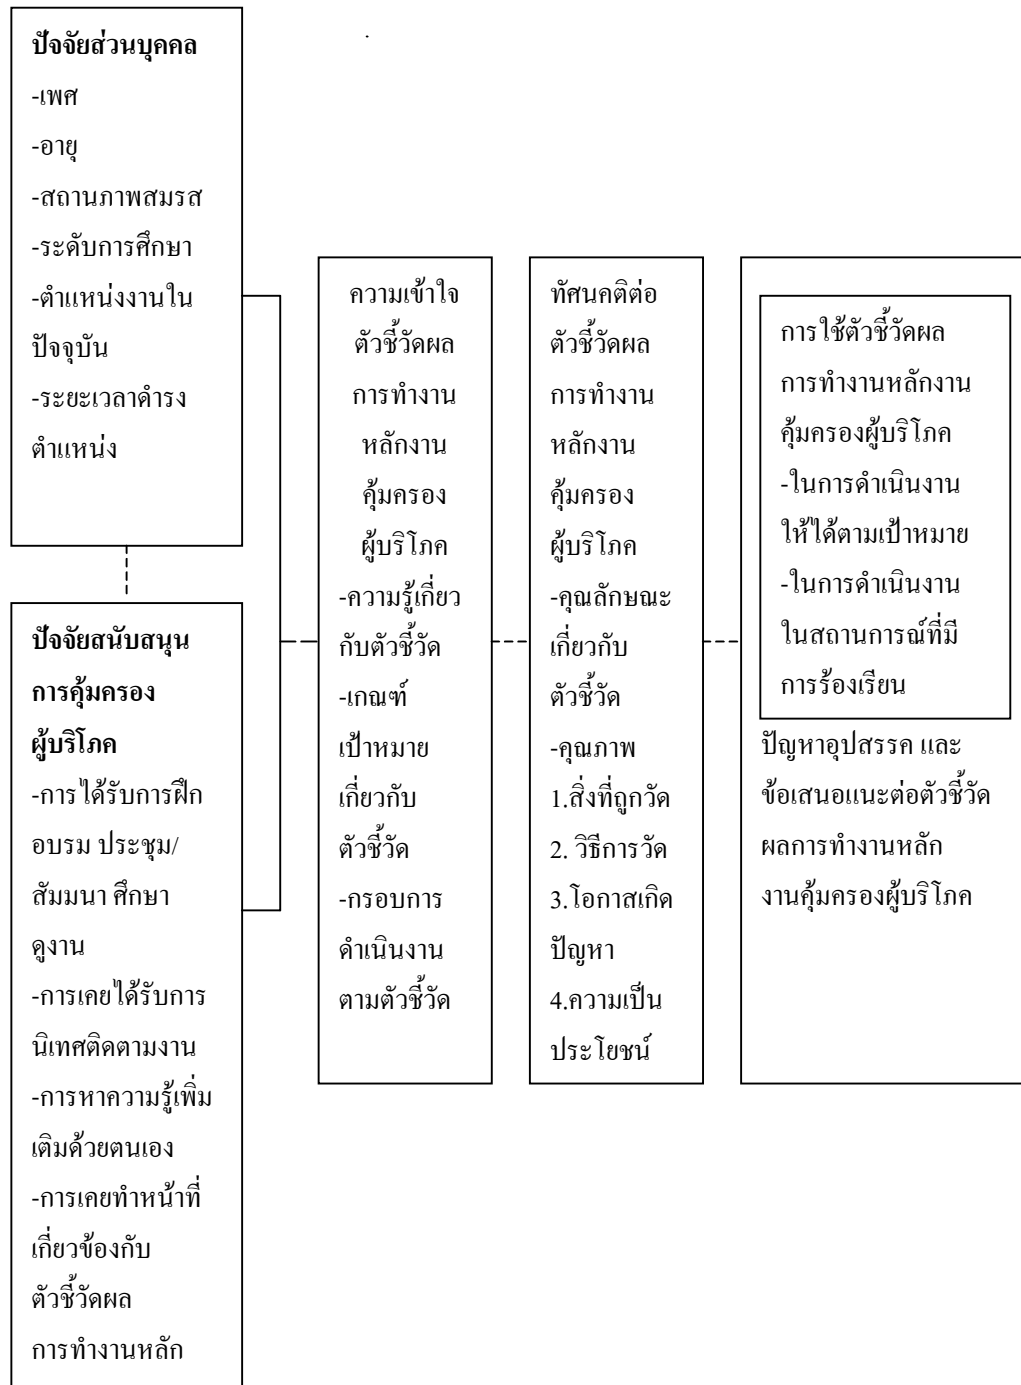 ปัจจัยส่วนบุคคล
-เพศ
-อายุ
-สถานภาพสมรส
-ระดับการศึกษา
-ตำแหน่งงานใน
ปัจจุบัน
-ระยะเวลาดำรง
ตำแหน่ง
ปัจจัยสนับสนุน
การคุ้มครอง
ผู้บริโภค
-การได้รับการฝึก
อบรม ประชุม/
สัมมนา ศึกษา
ดูงาน
-การเคยได้รับการ
นิเทศติดตามงาน
-การหาความรู้เพิ่ม
เติมด้วยตนเอง
-การเคยทำหน้าที่
เกี่ยวข้องกับ
ตัวชี้วัดผล
การทำงานหลัก
ความเข้าใจ
ตัวชี้วัดผล
การทำงาน
หลักงาน
คุ้มครอง
ผู้บริโภค
-ความรู้เกี่ยว
กับตัวชี้วัด
-เกณฑ์
เป้าหมาย
เกี่ยวกับ
ตัวชี้วัด
-กรอบการ
ดำเนินงาน
ตามตัวชี้วัด
ทัศนคติต่อ
ตัวชี้วัดผล
การทำงาน
หลักงาน
คุ้มครอง
ผู้บริโภค
-คุณลักษณะ
เกี่ยวกับ
ตัวชี้วัด
-คุณภาพ
1.สิ่งที่ถูกวัด
2. วิธีการวัด
3.โอกาสเกิด
ปัญหา
4.ความเป็น
ประโยชน์
การใช้ตัวชี้วัดผล
การทำงานหลักงาน
คุ้มครองผู้บริโภค
-ในการดำเนินงาน
ให้ได้ตามเป้าหมาย
-ในการดำเนินงาน
ในสถานการณ์ที่มี
การร้องเรียน
ปัญหาอุปสรรค และ
ข้อเสนอแนะต่อตัวชี้วัด
ผลการทำงานหลัก
งานคุ้มครองผู้บริโภค